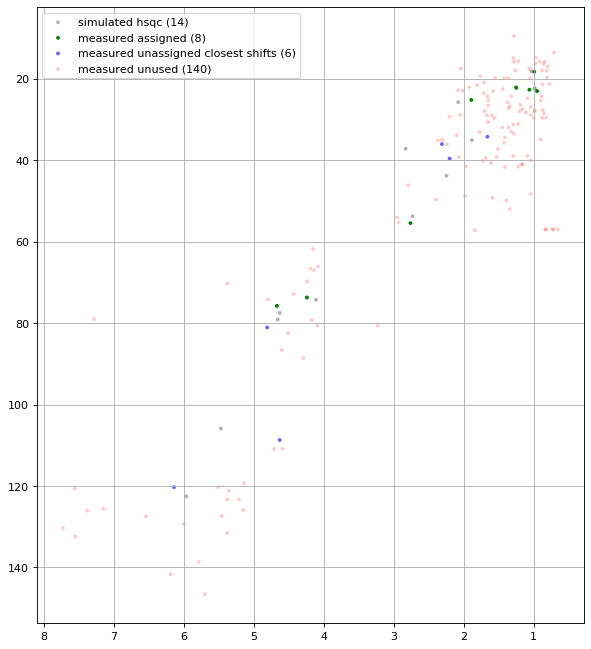 simulated hsqc (14)
measured assigned (8)
measured unassigned closest shifts (6)
measured unused (140)
20
40
60
80
100
120
140
8 7 6 5 4 3 2 1